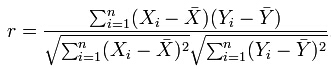 r = \frac{\sum_{i=1}^{n}(X_i - \bar{X})(Y_i - \bar{Y})}{\sqrt{\sum_{i=1}^{n}(X_i - \bar{X})^2}\sqrt{\sum_{i=1}^{n}(Y_i - \bar{Y})^2}}